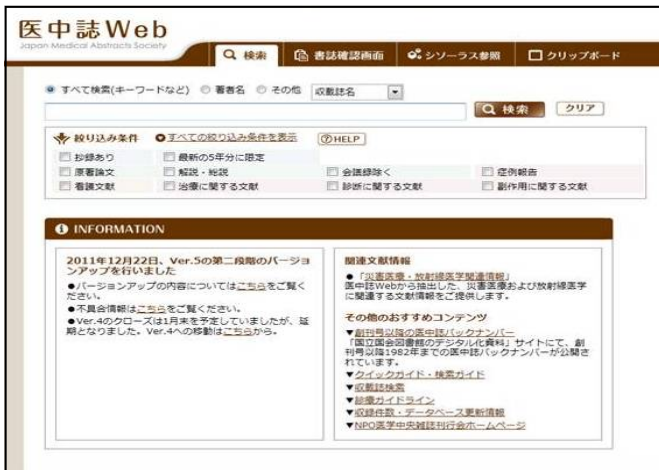 医中誌Web
Japan Medical Abstracts Society
検索 書誌確認画面 シソーラス参照 クリップボード
すべて検索(キーワードなど) 著者名 その他 収載誌名
検索 クリア
絞り込み条件 すべての絞り込み条件を表示 ?HELP
抄録あり 最新の5年分に限定
原著論文 解説・総説 会議録除く 症例報告
看護文献 治療に関する文献 診断に関する文献 副作用に関する文献
INFORMATION
2011年12月22日、Ver.5の第二段階のバージョ
ンアップを行いました
●バージョンアップの内容についてはこちらをご覧く
ださい。
●不具合情報はこちらをご覧ください。
●Ver.4のクローズは1月末を予定していましたが、延
期となりました。Ver.4への移動はこちらから。
関連文献情報
●「災害医療・放射線医学関連情報」
医中誌Webから抽出した、災害医療および放射線医学
に関連する文献情報をご提供します。
その他のおすすめコンテンツ
▼創刊号以降の医中誌バックナンバー
「国立国会図書館のデジタル化資料」サイトにて、創
刊号以降1982年までの医中誌バックナンバーが公開さ
れています。
▼クイックガイド・検索ガイド
▼収載誌検索
▼診療ガイドライン
▼収録件数・データベース更新情報
▼NPO医学中央雑誌刊行会ホームページ